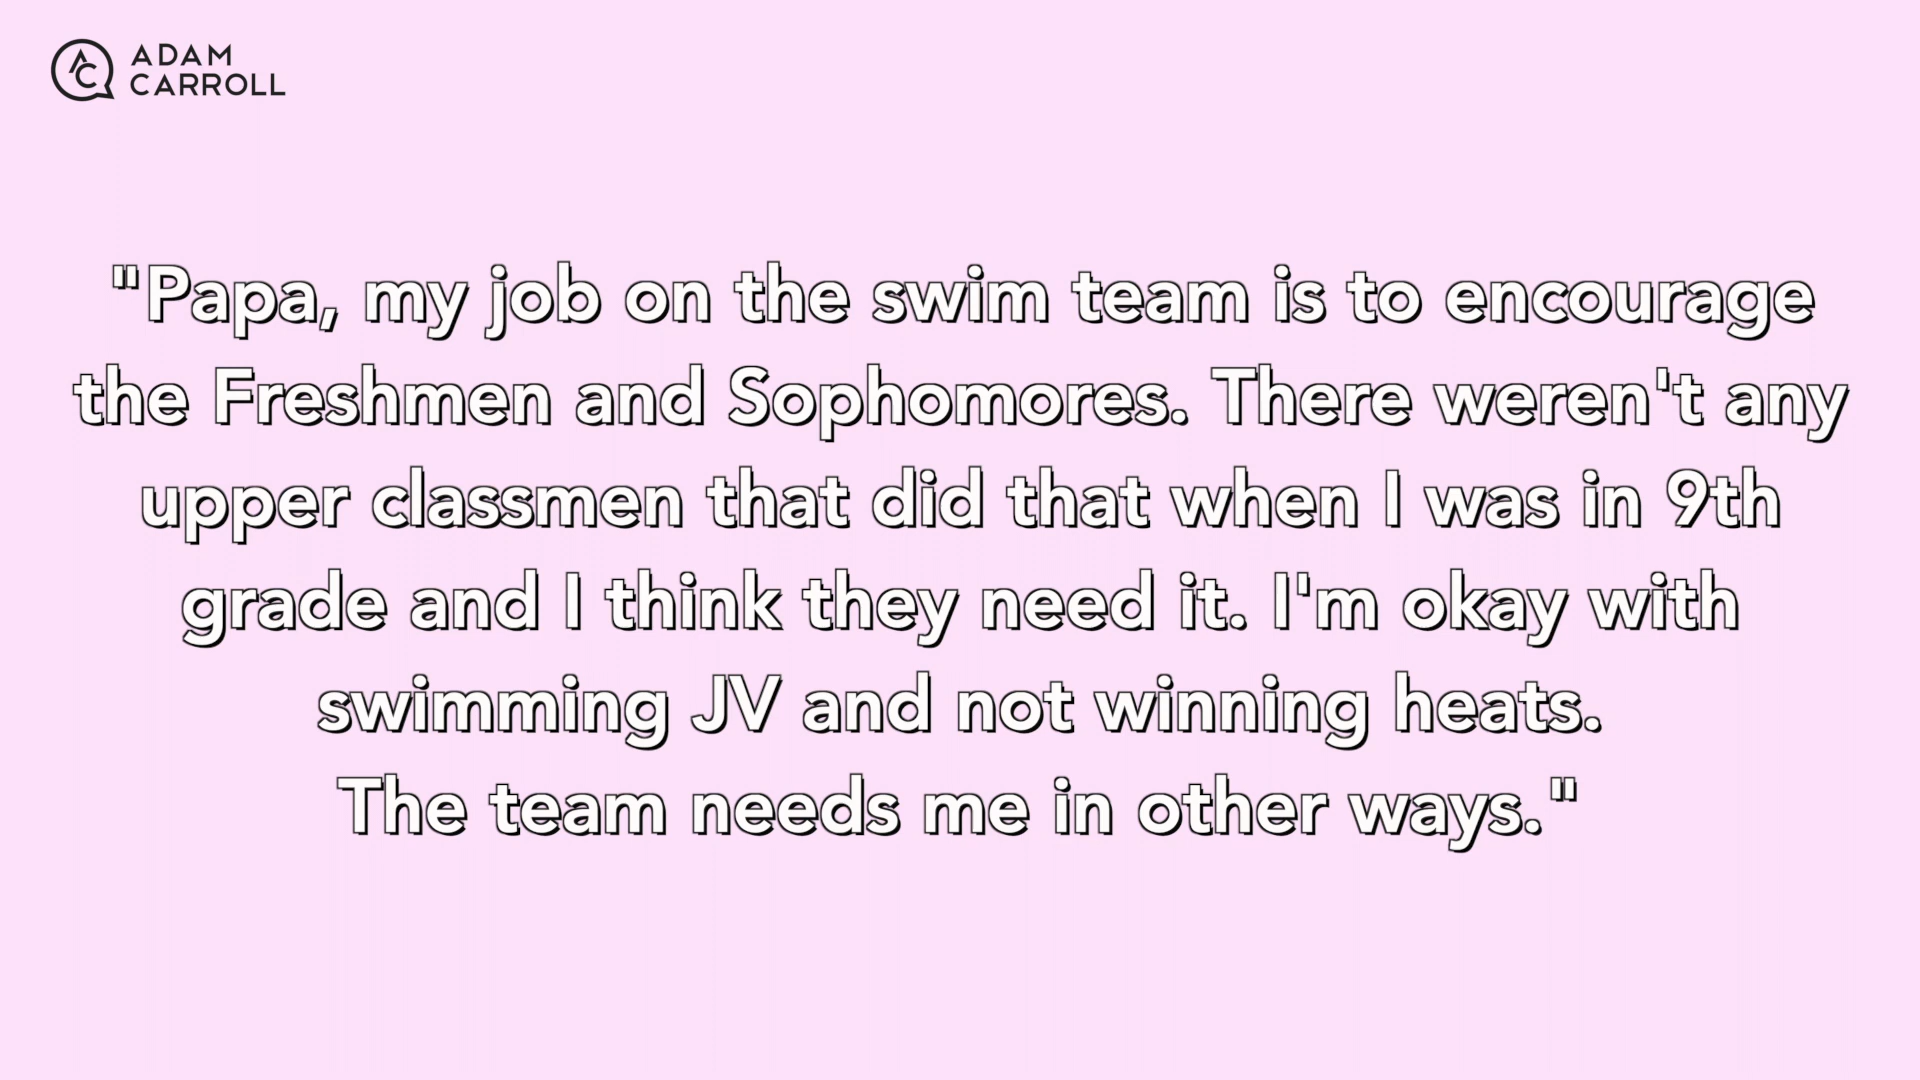 ADAM
CARROLL
"Papa, my job on the swim team is to encourage
the Freshmen and Sophomores. There weren't any
upper classmen that did that when I was in 9th
grade and I think they need it. I'm okay with
swimming JV and not winning heats.
The team needs me in other ways."